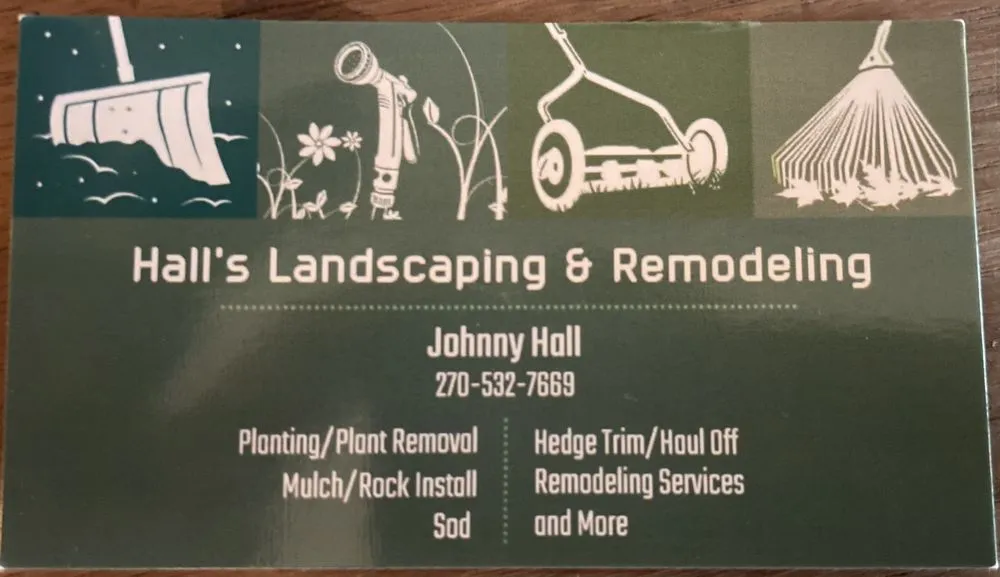 Hall's Landscaping & Remodeling
Johnny Hall
270-532-7669
Planting/Plant Removal
Mulch/Rock Install
Sod
Hedge Trim/Haul Off
Remodeling Services
and More